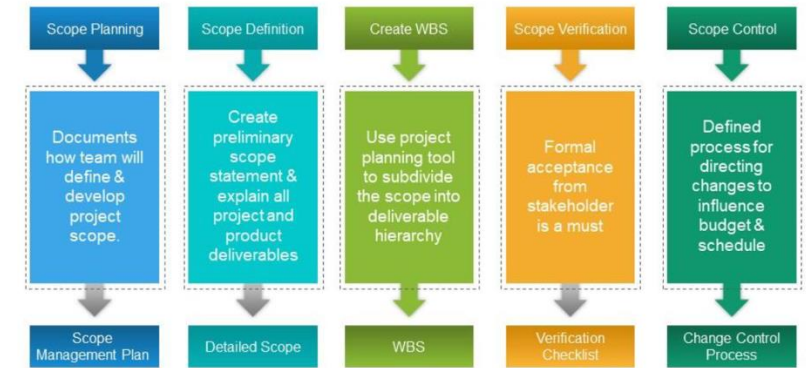 Scope Planning
Scope Definition
Create WBS
Scope Verification
Scope Control
Documents
how team will
define &
develop
project
scope.
Create
preliminary
scope
statement &
explain all
project and
product
deliverables
Use project
planning tool
to subdivide
the scope into
deliverable
hierarchy
Formal
acceptance
from
stakeholder
is a must
Defined
process for
directing
changes to
influence
budget &
schedule
Scope
Management Plan
Detailed Scope
WBS
Verification
Checklist
Change Control
Process